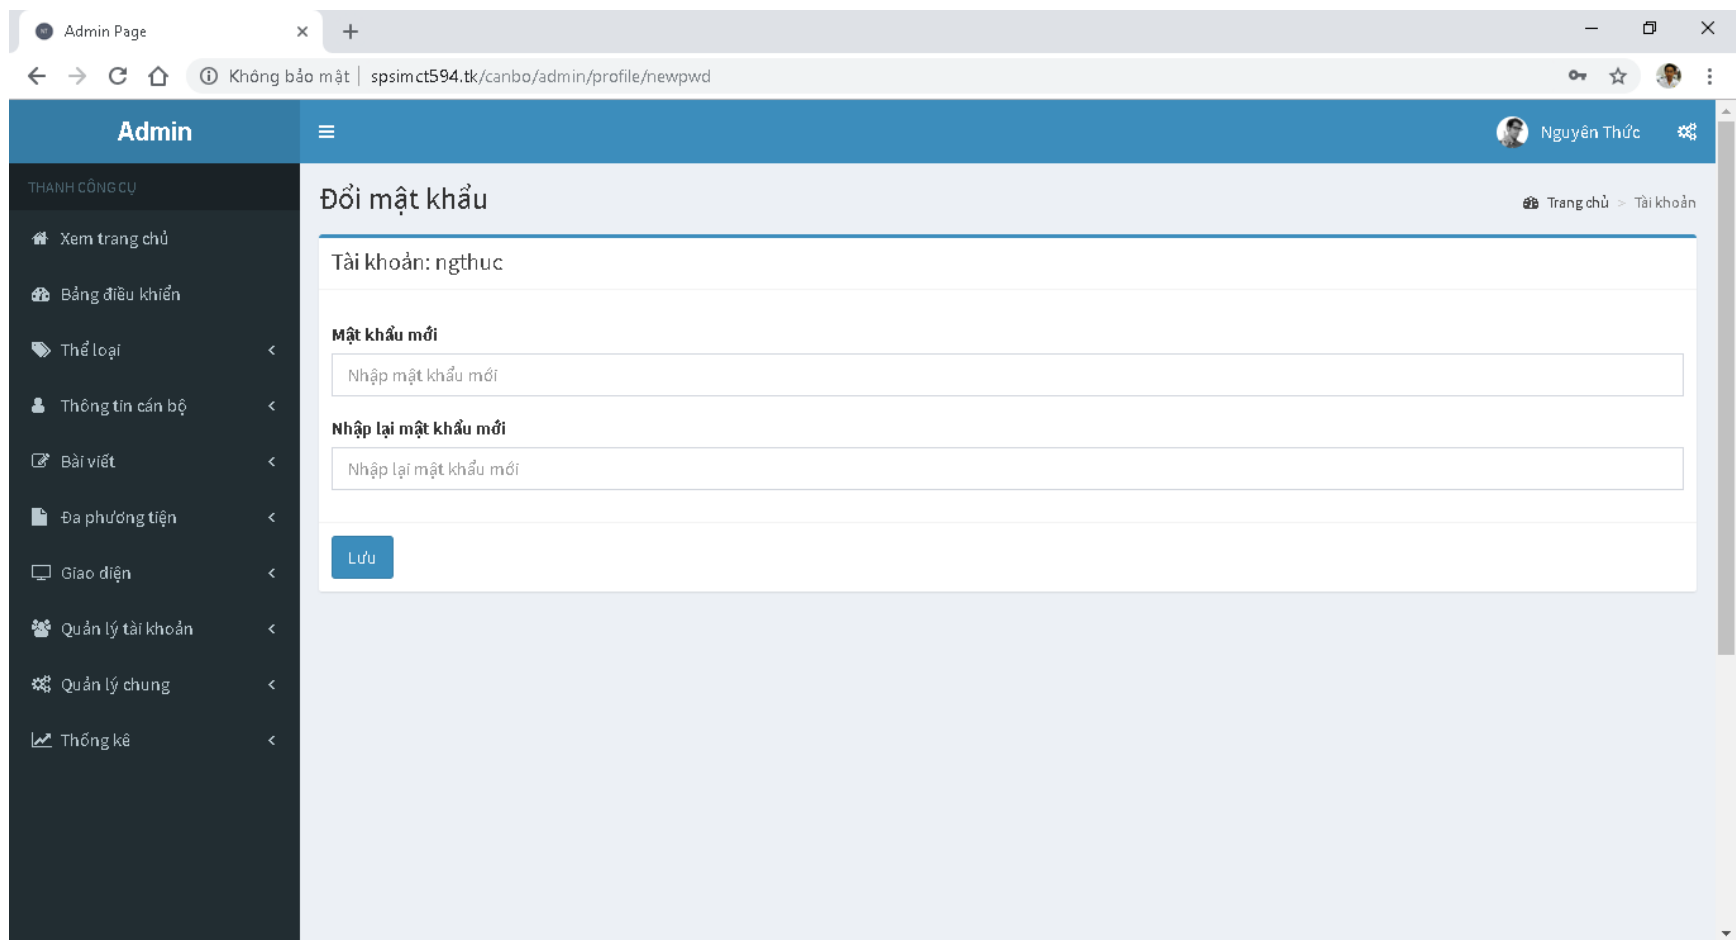 Admin Page
Không bảo mật | spsimct594.tk/canbo/admin/profile/newpwd
Admin
Nguyên Thức
THANH CÔNG CỤ
Xem trang chủ
Bảng điều khiển
Thể loại
Thông tin cán bộ
Bài viết
Đa phương tiện
Giao diện
Quản lý tài khoản
Quản lý chung
Thống kê
Đổi mật khẩu
Trang chủ > Tài khoản
Tài khoản: ngthuc
Mật khẩu mới
Nhập mật khẩu mới
Nhập lại mật khẩu mới
Nhập lại mật khẩu mới
Lưu